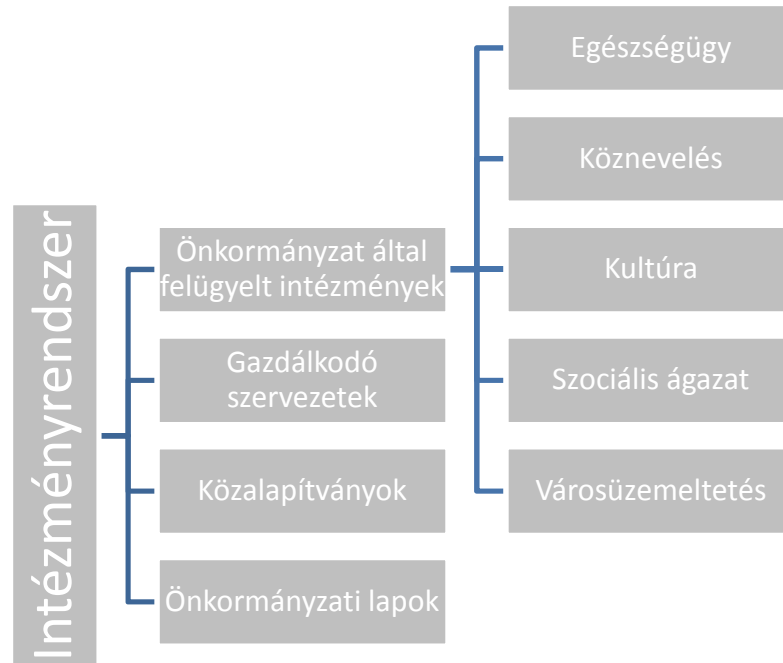 Intézményrendszer
Önkormányzat által
felügyelt intézmények
Gazdálkodó
szervezetek
Közalapítványok
Önkormányzati lapok
Egészségügy
Köznevelés
Kultúra
Szociális ágazat
Városüzemeltetés